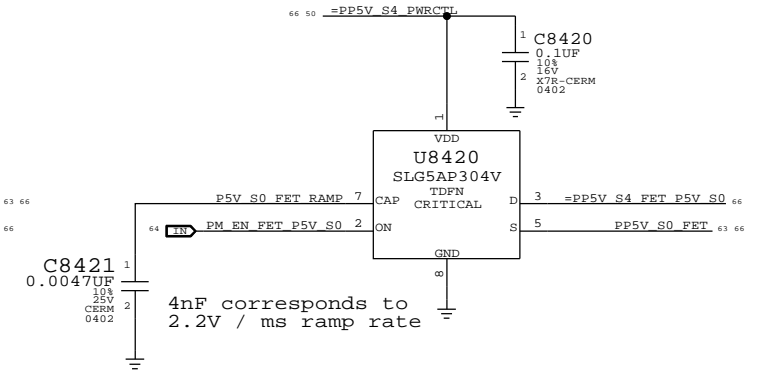 66 50 =PP5V_S4_PWRCTL
1 C8420
0.1UF
10%
16V
2 X7R-CERM
0402
1
VDD
U8420
SLG5AP304V
TDFN
CRITICAL
63 66 P5V_S0_FET_RAMP 7 CAP D 3 =PP5V_S4_FET_P5V_S0 66
66 64 IN PM_EN_FET_P5V_S0 2 ON S 5 PP5V_S0_FET 63 66
GND
8
C8421 1
0.0047UF
10%
25V
CERM 2
0402
4nF corresponds to
2.2V / ms ramp rate